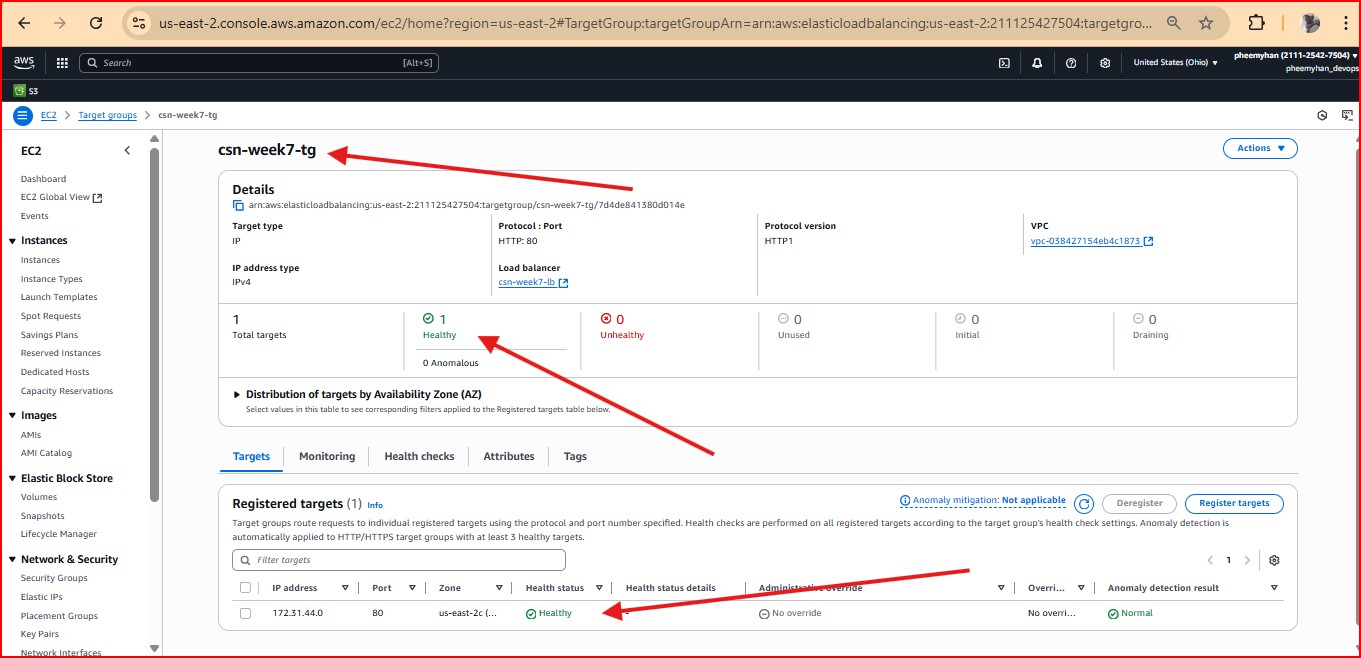 us-east-2.console.aws.amazon.com/ec2/home?region=us-east-2#TargetGroup:targetGroupArn=arn:aws:elasticloadbalancing:us-east-2:211125427504:targetgro...
aws
Search [Alt+S]
United States (Ohio)
pheemyhan (2111-2542-7504)
pheemyhan_devops
S3
EC2 > Target groups > csn-week7-tg
EC2
Dashboard
EC2 Global View
Events
Instances
Instances
Instance Types
Launch Templates
Spot Requests
Savings Plans
Reserved Instances
Dedicated Hosts
Capacity Reservations
Images
AMIs
AMI Catalog
Elastic Block Store
Volumes
Snapshots
Lifecycle Manager
Network & Security
Security Groups
Elastic IPs
Placement Groups
Key Pairs
Network Interfaces
csn-week7-tg
Actions
Details
arn:aws:elasticloadbalancing:us-east-2:211125427504:targetgroup/csn-week7-tg/7d4de841380d014e
Target type
IP
Protocol : Port
HTTP: 80
Protocol version
HTTP1
VPC
vpc-038427154eb4c1873
IP address type
IPv4
Load balancer
csn-week7-lb
1
Total targets
1
Healthy
0 Anomalous
0
Unhealthy
0
Unused
0
Initial
0
Draining
Distribution of targets by Availability Zone (AZ)
Select values in this table to see corresponding filters applied to the Registered targets table below.
Targets Monitoring Health checks Attributes Tags
Registered targets (1) Info
Anomaly mitigation: Not applicable
Deregister
Register targets
Target groups route requests to individual registered targets using the protocol and port number specified. Health checks are performed on all registered targets according to the target group's health check settings. Anomaly detection is
automatically applied to HTTP/HTTPS target groups with at least 3 healthy targets.
Filter targets
1
IP address Port Zone Health status Health status details Administrative override Overri... Anomaly detection result
172.31.44.0 80 us-east-2c (... Healthy - No override No overri... Normal